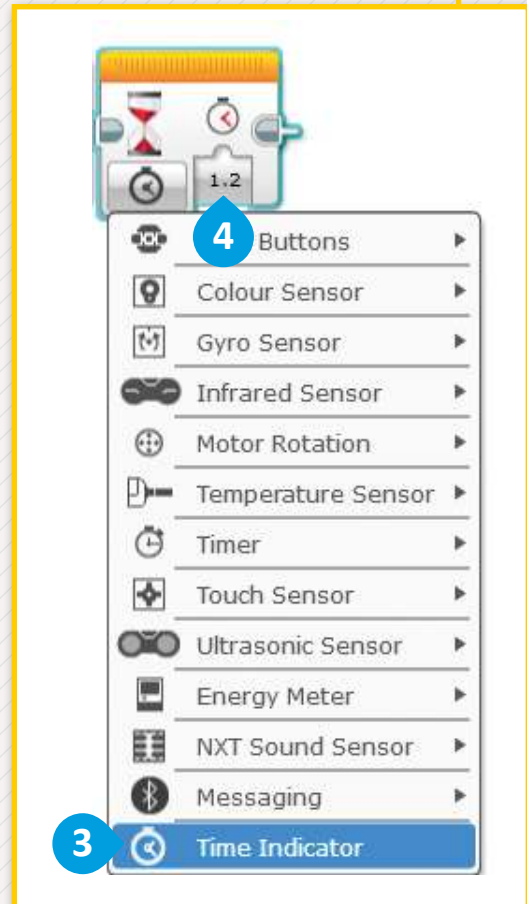 1.2
4
Buttons
Colour Sensor
Gyro Sensor
Infrared Sensor
Motor Rotation
Temperature Sensor
Timer
Touch Sensor
Ultrasonic Sensor
Energy Meter
NXT Sound Sensor
Messaging
3 Time Indicator